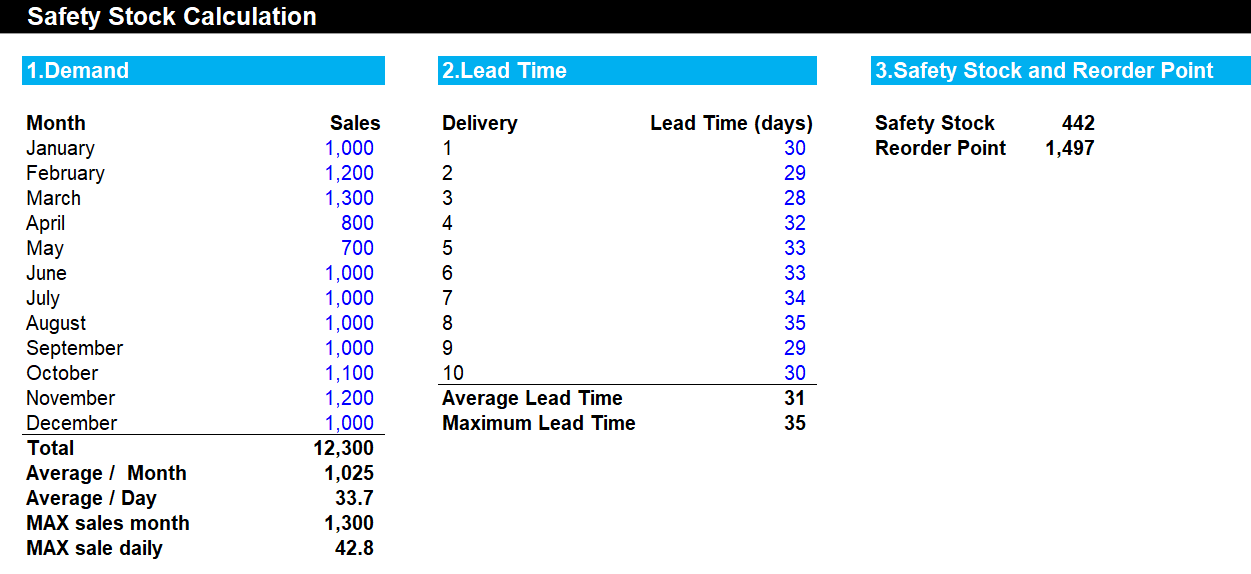 Safety Stock Calculation
1.Demand
Month Sales
January 1,000
February 1,200
March 1,300
April 800
May 700
June 1,000
July 1,000
August 1,000
September 1,000
October 1,100
November 1,200
December 1,000
Total 12,300
Average / Month 1,025
Average / Day 33.7
MAX sales month 1,300
MAX sale daily 42.8
2.Lead Time
Delivery Lead Time (days)
1 30
2 29
3 28
4 32
5 33
6 33
7 34
8 35
9 29
10 30
Average Lead Time 31
Maximum Lead Time 35
3.Safety Stock and Reorder Point
Safety Stock 442
Reorder Point 1,497